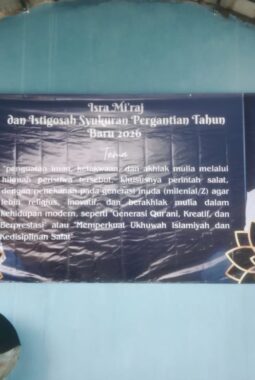 Isra Mi'raj
dan Istigosah Syukuran Pergantian Tahun
Baru 2026
Tema
"penguatan iman, ketakwaan, dan akhlak mulia melalui
hikmah peristiwa tersebut, khususnya perintah salat,
dengan penekanan pada generasi muda (milenial/Z) agar
lebih religius, inovatif, dan berakhlak mulia dalam
kehidupan modern, seperti "Generasi Qur'ani, Kreatif, dan
Berprestasi" atau "Memperkuat Ukhuwah Islamiyah dan
Kedisiplinan Salat"